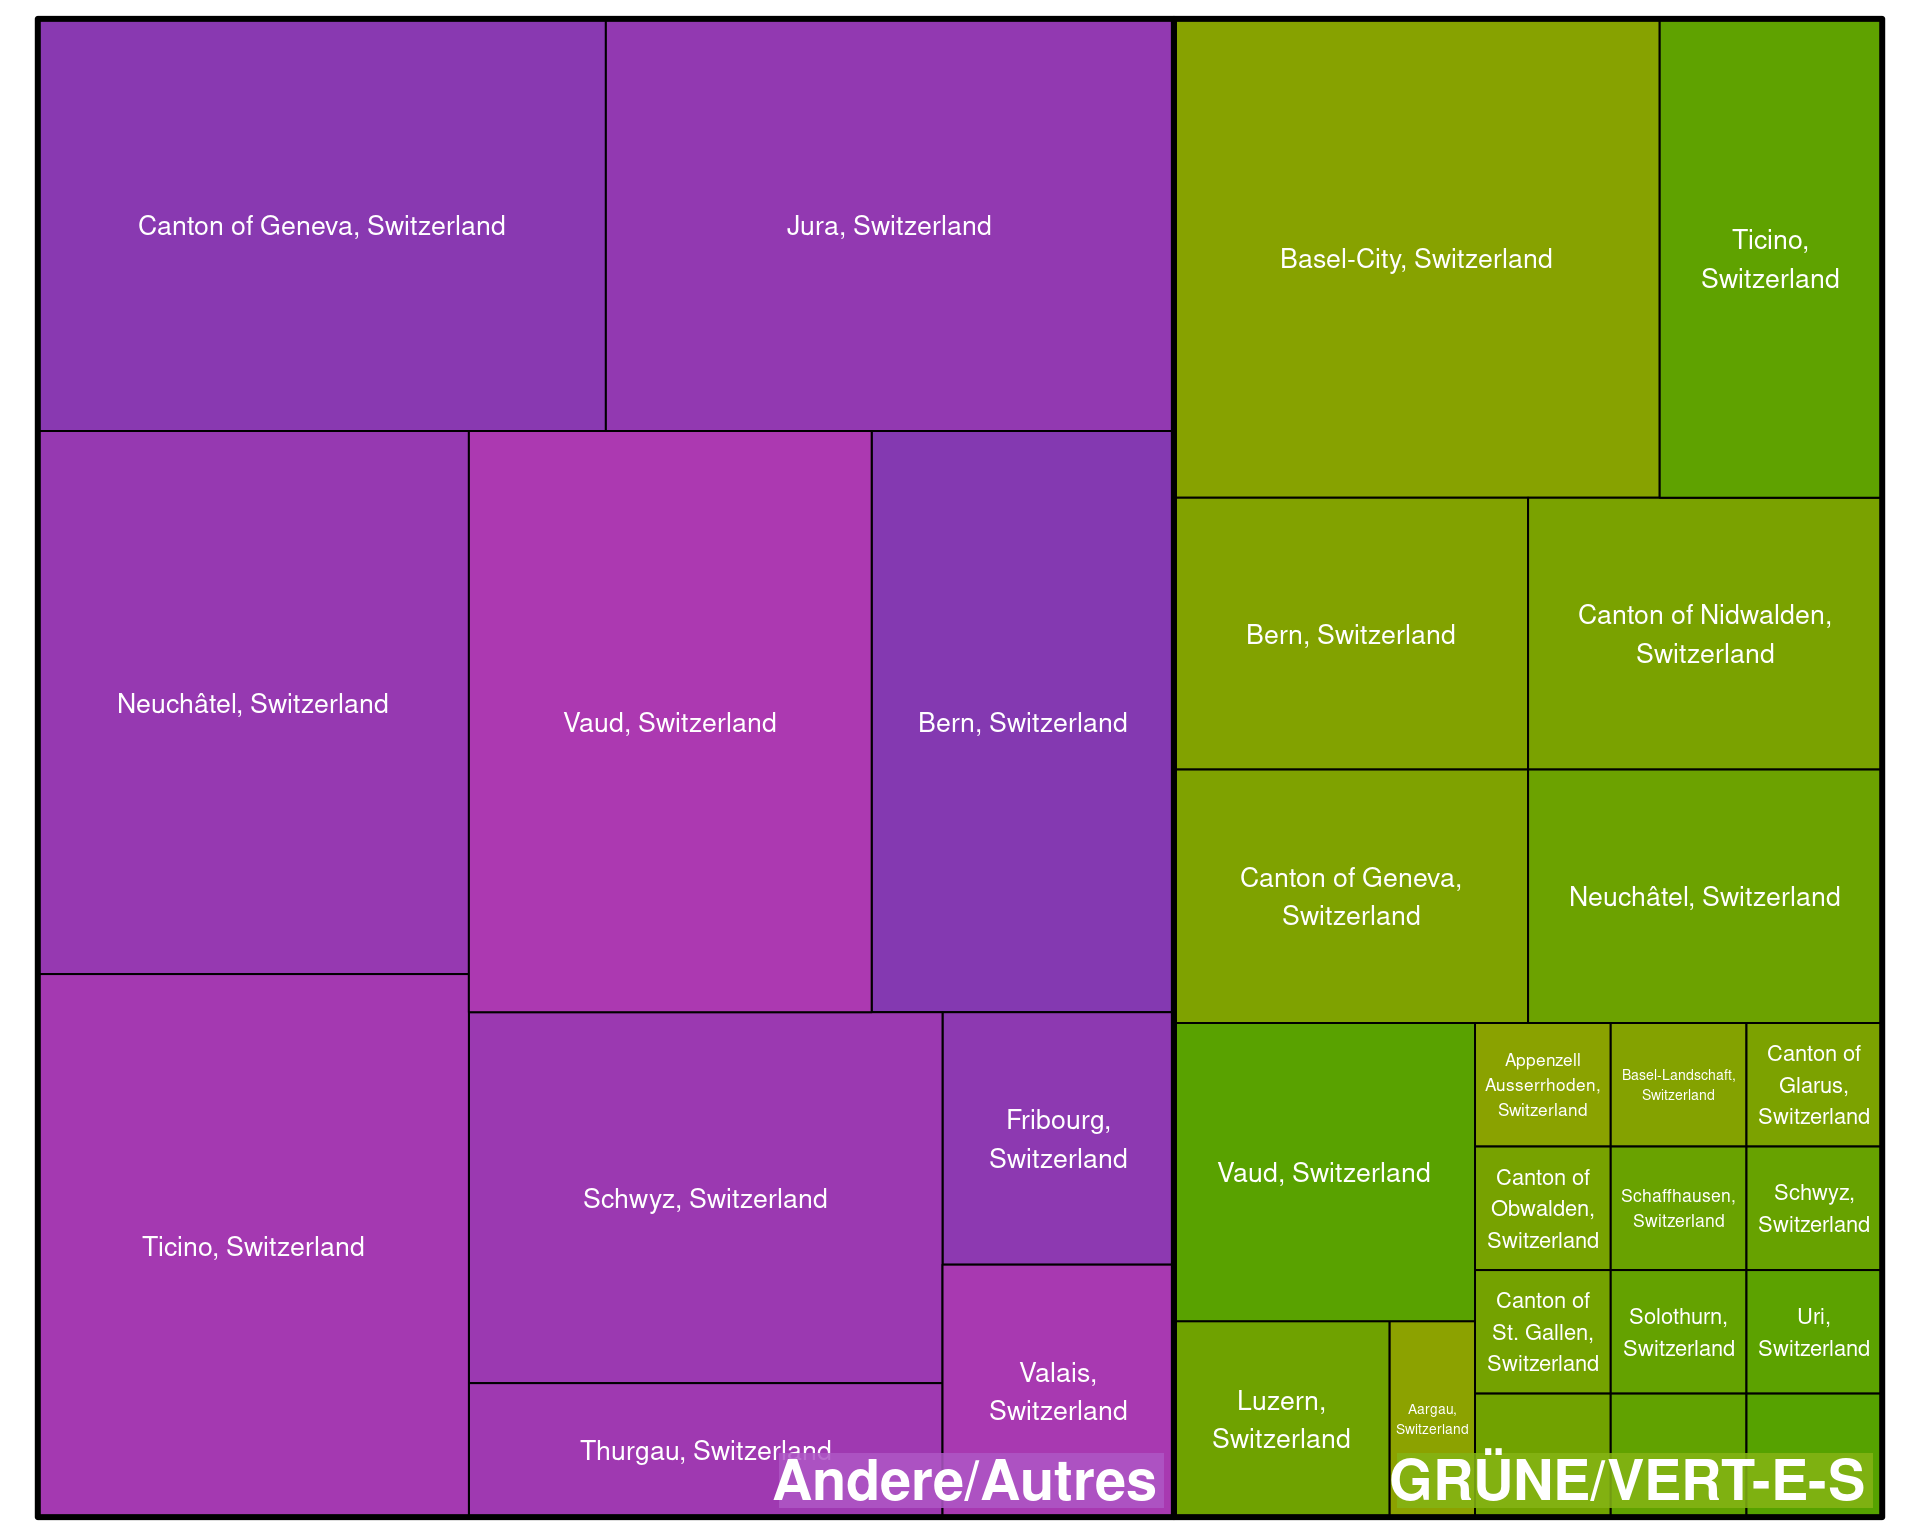 Canton of Geneva, Switzerland
Jura, Switzerland
Neuchâtel, Switzerland
Vaud, Switzerland
Bern, Switzerland
Ticino, Switzerland
Schwyz, Switzerland
Fribourg,
Switzerland
Valais,
Switzerland
Thurgau, Switzerland
Andere/Autres
Basel-City, Switzerland
Ticino,
Switzerland
Bern, Switzerland
Canton of Nidwalden,
Switzerland
Canton of Geneva,
Switzerland
Neuchâtel, Switzerland
Vaud, Switzerland
Appenzell
Ausserrhoden,
Switzerland
Basel-Landschaft,
Switzerland
Canton of
Glarus,
Switzerland
Canton of
Obwalden,
Switzerland
Schaffhausen,
Switzerland
Schwyz,
Switzerland
Canton of
St. Gallen,
Switzerland
Solothurn,
Switzerland
Uri,
Switzerland
Luzern,
Switzerland
Aargau,
Switzerland
GRÜNE/VERT-E-S